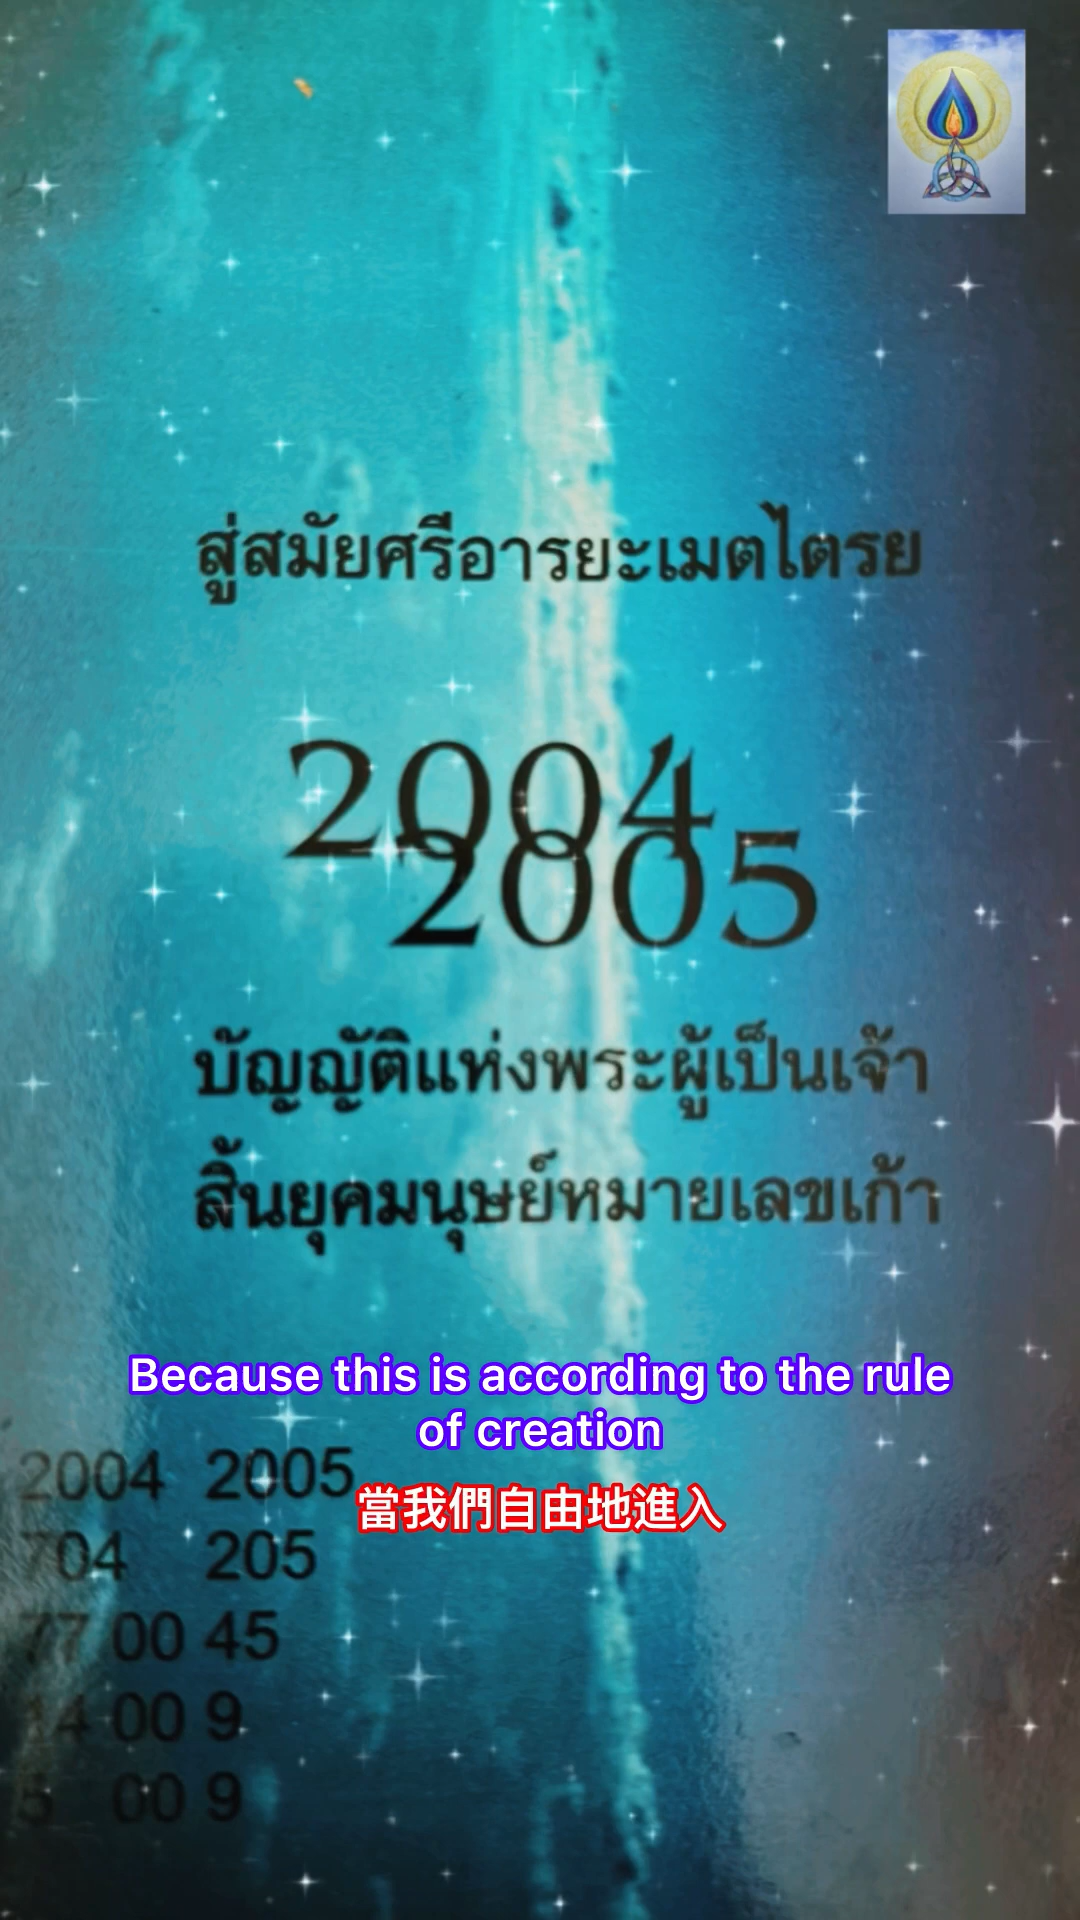 สู่สมัยศรีอารยะเมตไตรย
2004
2005
บัญญัติแห่งพระผู้เป็นเจ้า
สิ้นยุคมนุษย์หมายเลขเก้า
Because this is according to the rule
of creation
當我們自由地進入
2004 2005
704 205
77 00 45
14 00 9
5 00 9